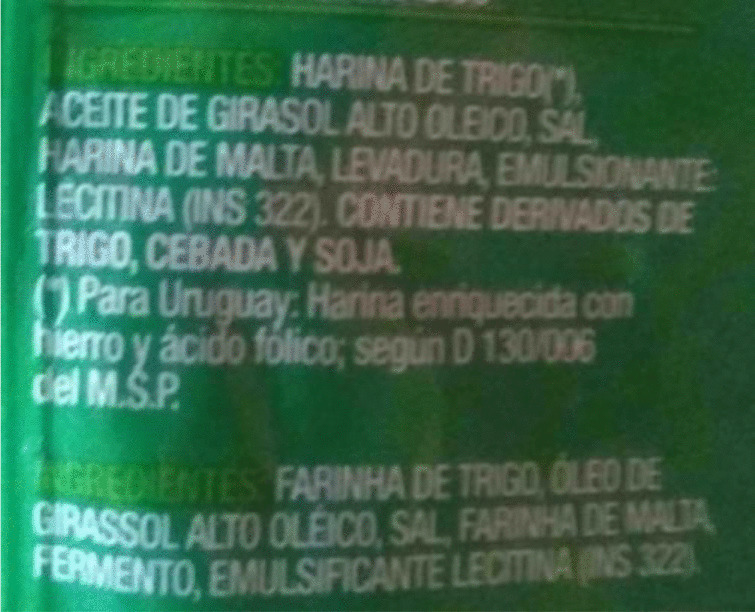 INGREDIENTES: HARINA DE TRIGO(*),
ACEITE DE GIRASOL ALTO OLEICO, SAL,
HARINA DE MALTA, LEVADURA, EMULSIONANTE:
LECITINA (INS 322). CONTIENE DERIVADOS DE
TRIGO, CEBADA Y SOJA.
(*) Para Uruguay: Harina enriquecida con
hierro y ácido fólico; según D 130/006
del M.S.P.
INGREDIENTES: FARINHA DE TRIGO, ÓLEO DE
GIRASSOL ALTO OLÉICO, SAL, FARINHA DE MALTA,
FERMENTO, EMULSIFICANTE LECITINA (INS 322).